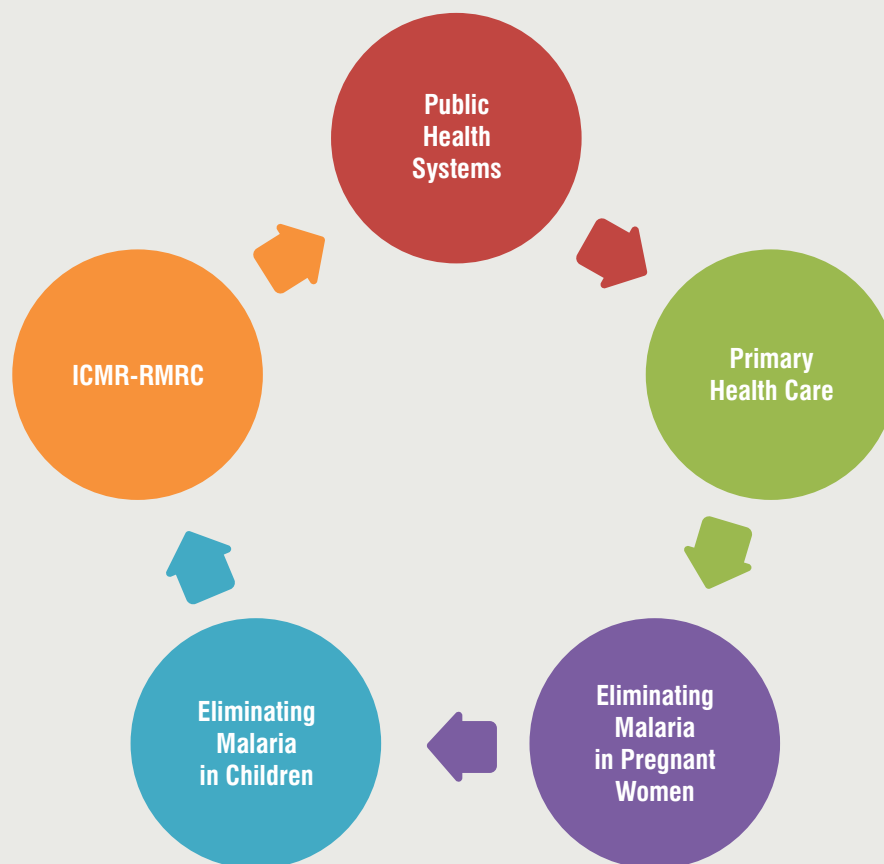 Public
Health
Systems
Primary
Health Care
Eliminating
Malaria
in Pregnant
Women
Eliminating
Malaria
in Children
ICMR-RMRC